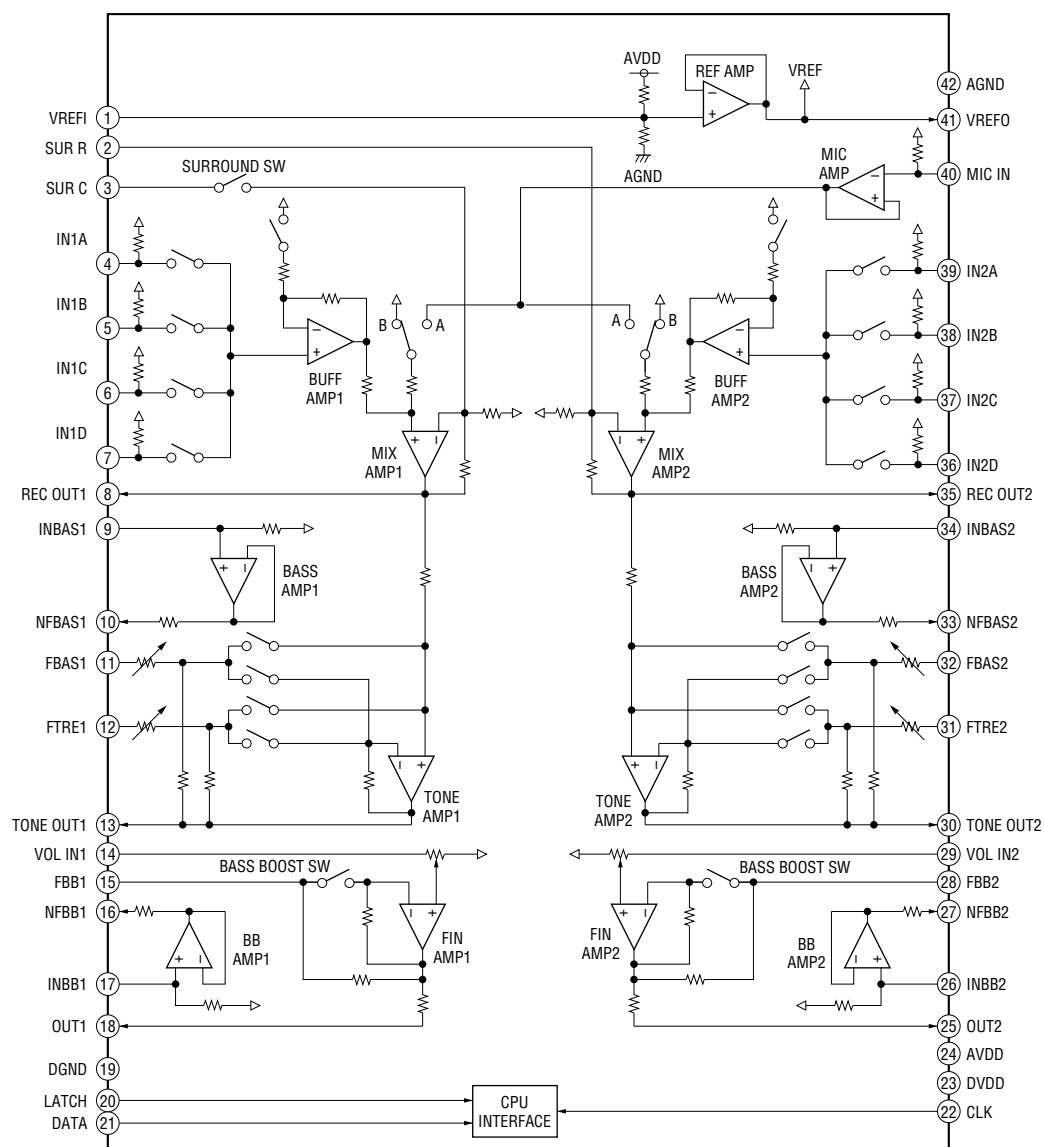 AVDD
REF AMP
VREF
42 AGND
VREFI 1
41 VREFO
SUR R 2
AGND
MIC
AMP
SURROUND SW
SUR C 3
40 MIC IN
IN1A
4
39 IN2A
IN1B
5
B
A
A
B
38 IN2B
IN1C
6
BUFF
AMP1
BUFF
AMP2
37 IN2C
IN1D
7
MIX
AMP1
MIX
AMP2
36 IN2D
REC OUT1 8
35 REC OUT2
INBAS1 9
34 INBAS2
BASS
AMP1
BASS
AMP2
NFBAS1 10
33 NFBAS2
FBAS1 11
32 FBAS2
FTRE1 12
31 FTRE2
TONE
AMP1
TONE
AMP2
TONE OUT1 13
30 TONE OUT2
VOL IN1 14
29 VOL IN2
BASS BOOST SW
BASS BOOST SW
FBB1 15
28 FBB2
NFBB1 16
27 NFBB2
BB
AMP1
FIN
AMP1
FIN
AMP2
BB
AMP2
INBB1 17
26 INBB2
OUT1 18
25 OUT2
24 AVDD
DGND 19
23 DVDD
LATCH 20
CPU
INTERFACE
22 CLK
DATA 21